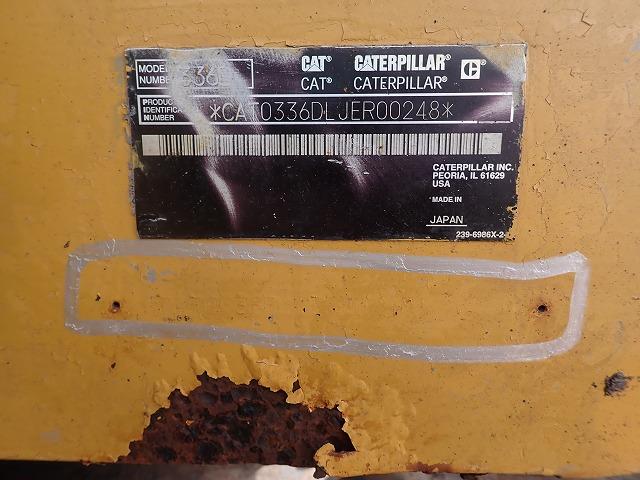 CAT® CATERPILLAR®
CAT® CATERPILLAR®
MODEL NUMBER 336D
PRODUCT IDENTIFICATION NUMBER *CAT0336DLJER00248*
CATERPILLAR INC.
PEORIA, IL 61629
USA
MADE IN
JAPAN
239-6986X-2